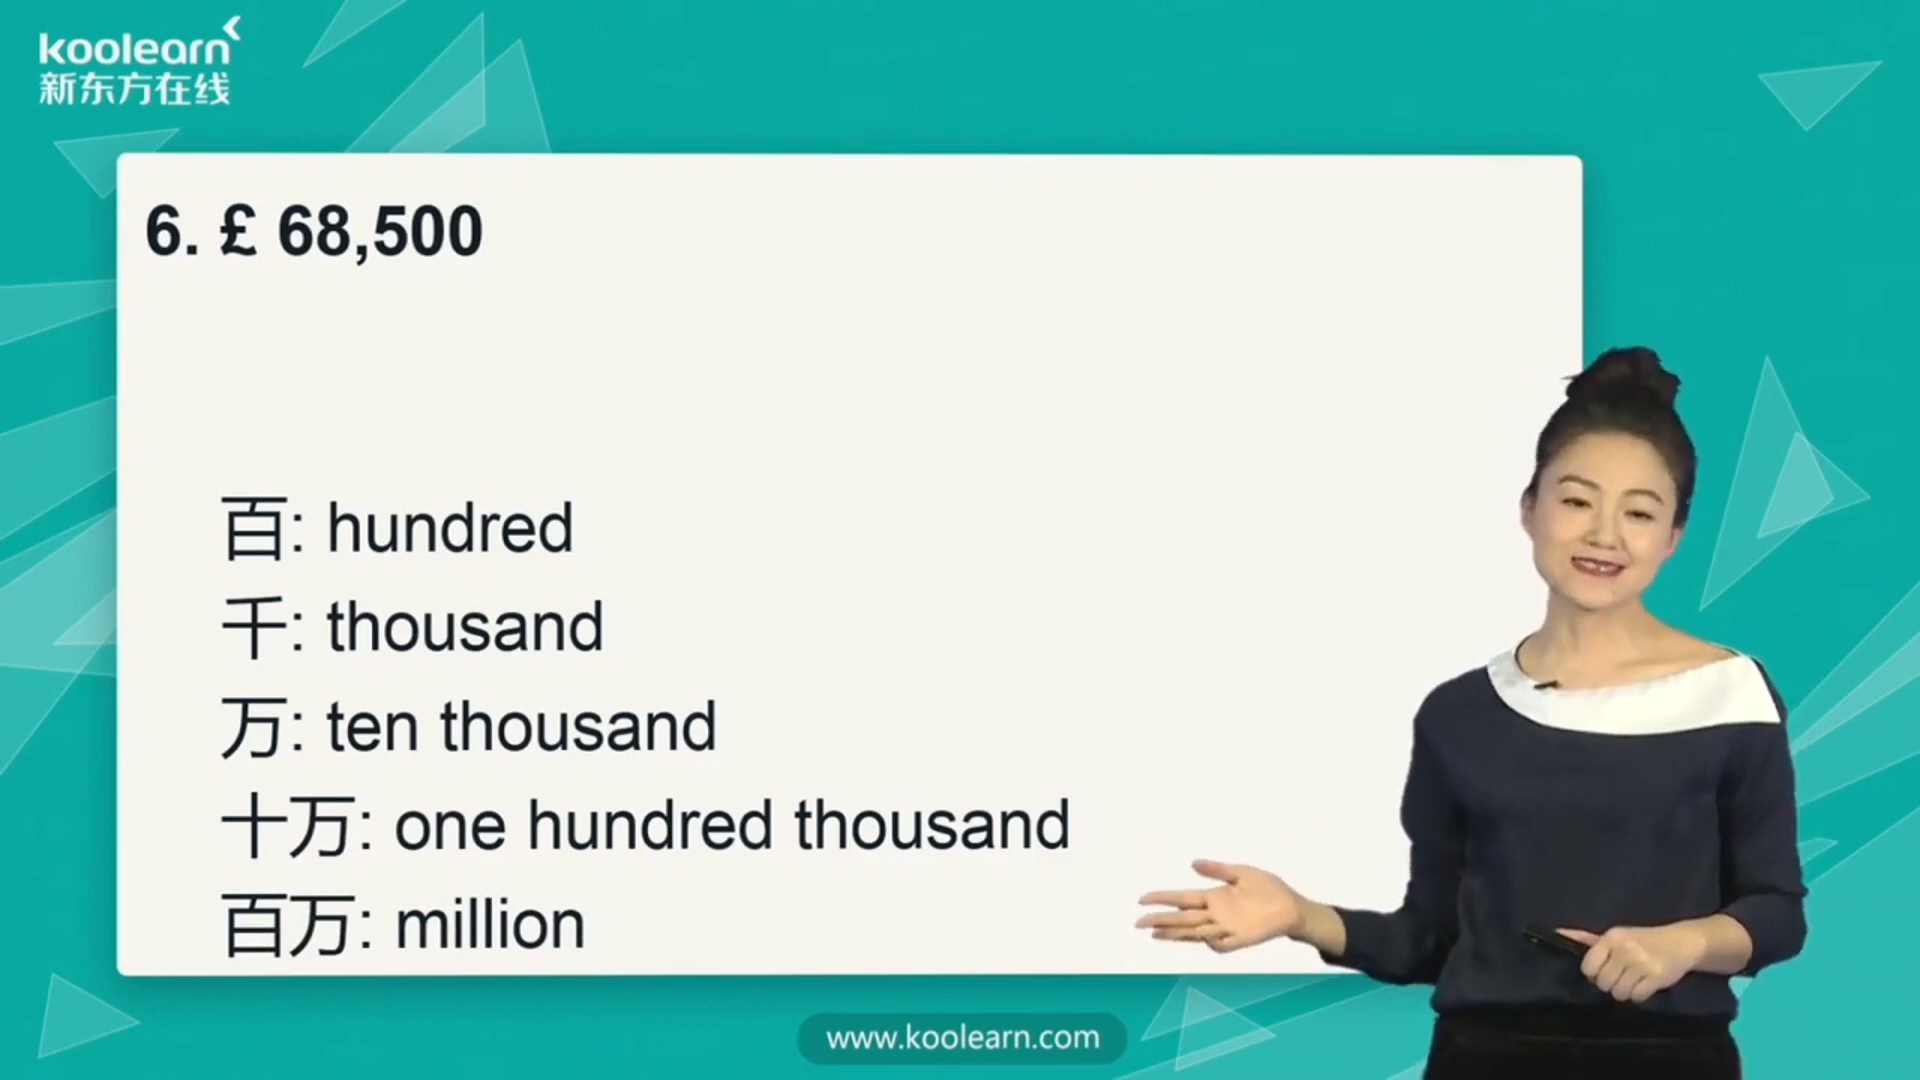 koolearn
新东方在线
6. £ 68,500
百: hundred
千: thousand
万: ten thousand
十万: one hundred thousand
百万: million
www.koolearn.com